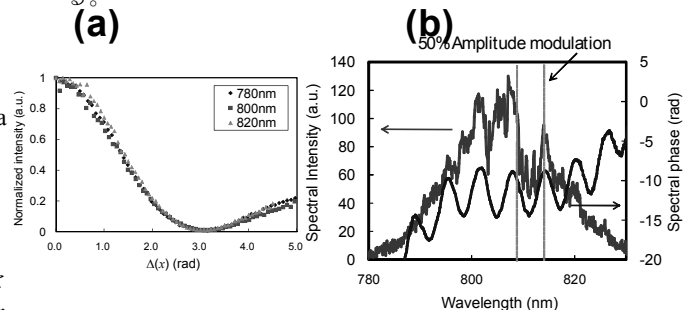 (a)
Normalized intensity (a.u.)
1
0.8
0.6
0.4
0.2
0
0.0
1.0
2.0
3.0
4.0
5.0
Δ(x) (rad)
780nm
800nm
820nm
(b)
50%Amplitude modulation
Spectral Intensity (a.u.)
140
120
100
80
60
40
20
0
780
800
820
Wavelength (nm)
5
0
-5
-10
-15
-20
Spectral phase (rad)
a